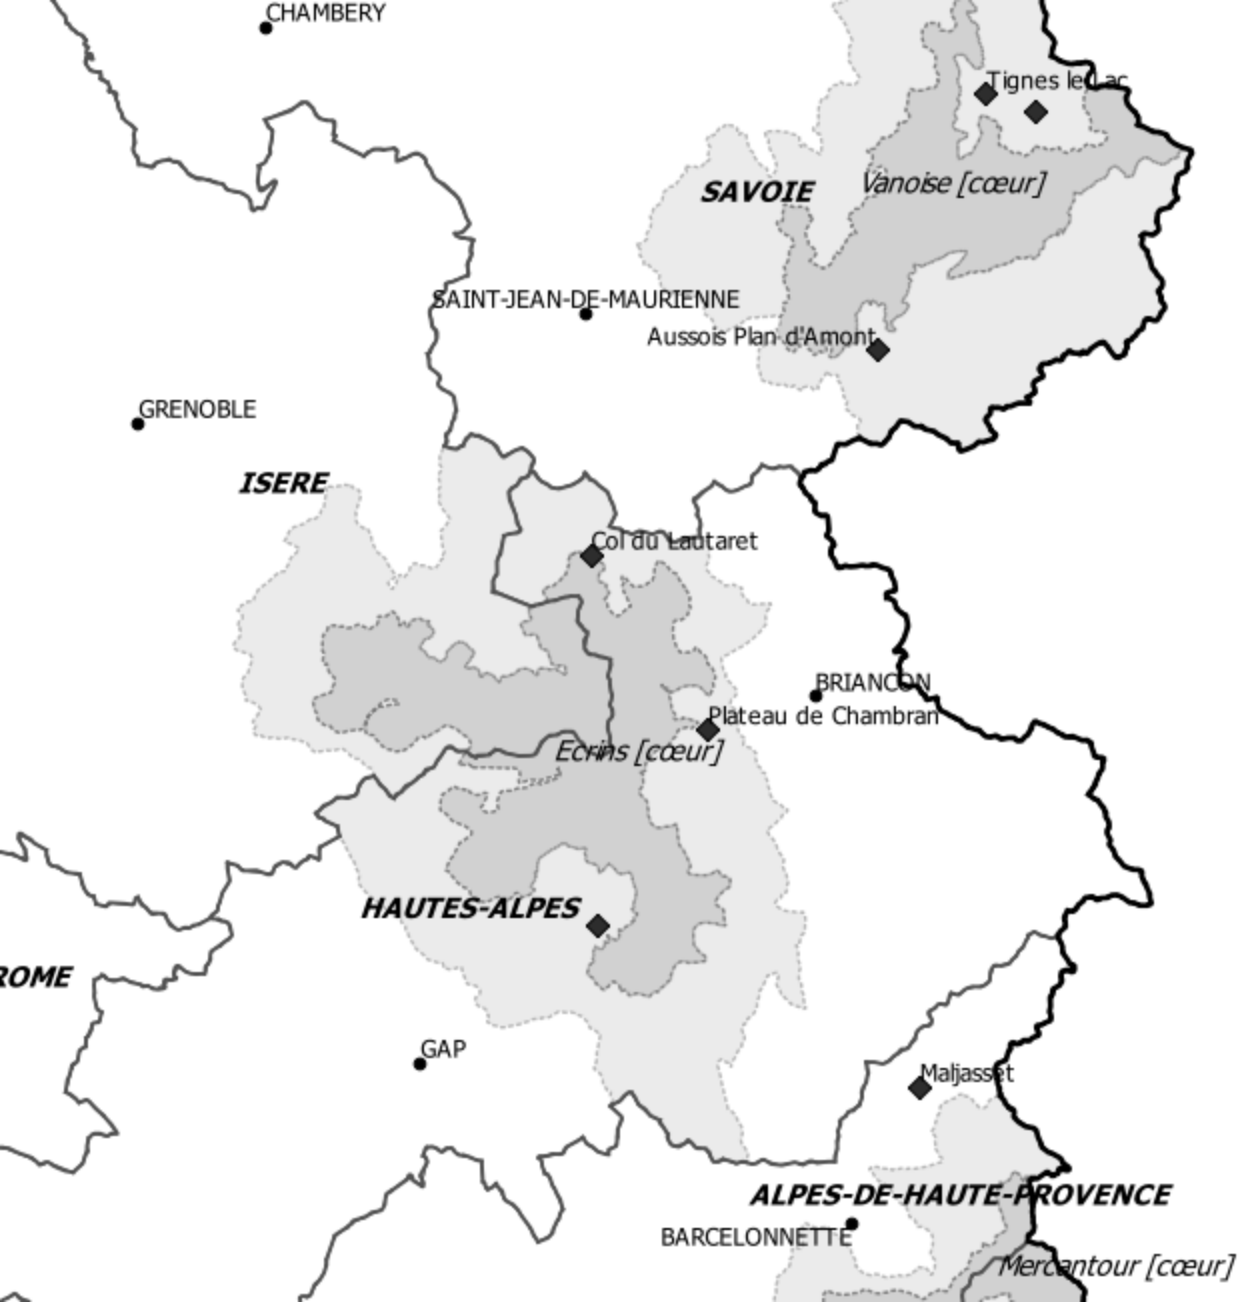 CHAMBERY
Tignes le Lac
Vanoise [cœur]
SAVOIE
SAINT-JEAN-DE-MAURIENNE
Aussois Plan d'Amont
GRENOBLE
ISERE
Col du Lautaret
BRIANCON
Plateau de Chambran
Ecrins [cœur]
HAUTES-ALPES
ROME
GAP
Maljasset
ALPES-DE-HAUTE-PROVENCE
BARCELONNETTE
Mercantour [cœur]